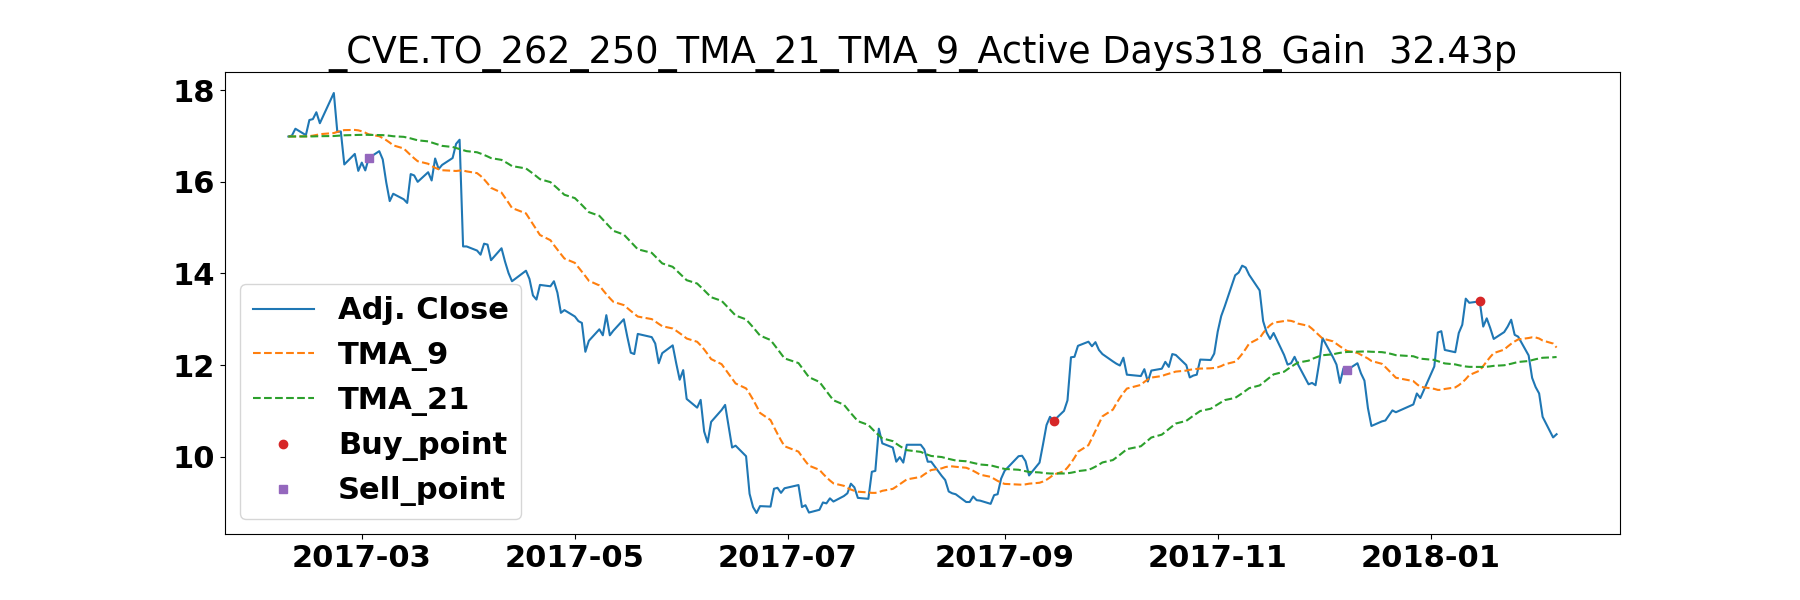 _CVE.TO_262_250_TMA_21_TMA_9_Active Days318_Gain  32.43p
18
16
14
12
10
Adj. Close
TMA_9
TMA_21
Buy_point
Sell_point
2017-03 2017-05 2017-07 2017-09 2017-11 2018-01